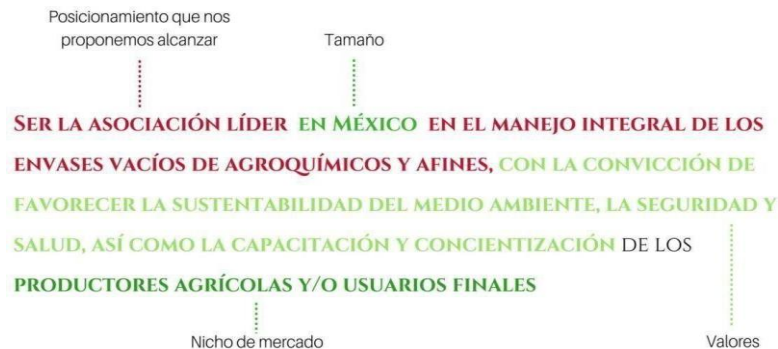 Posicionamiento que nos
proponemos alcanzar
Tamaño
SER LA ASOCIACIÓN LÍDER EN MÉXICO EN EL MANEJO INTEGRAL DE LOS
ENVASES VACÍOS DE AGROQUÍMICOS Y AFINES, CON LA CONVICCIÓN DE
FAVORECER LA SUSTENTABILIDAD DEL MEDIO AMBIENTE, LA SEGURIDAD Y
SALUD, ASÍ COMO LA CAPACITACIÓN Y CONCIENTIZACIÓN DE LOS
PRODUCTORES AGRÍCOLAS Y/O USUARIOS FINALES
Nicho de mercado
Valores